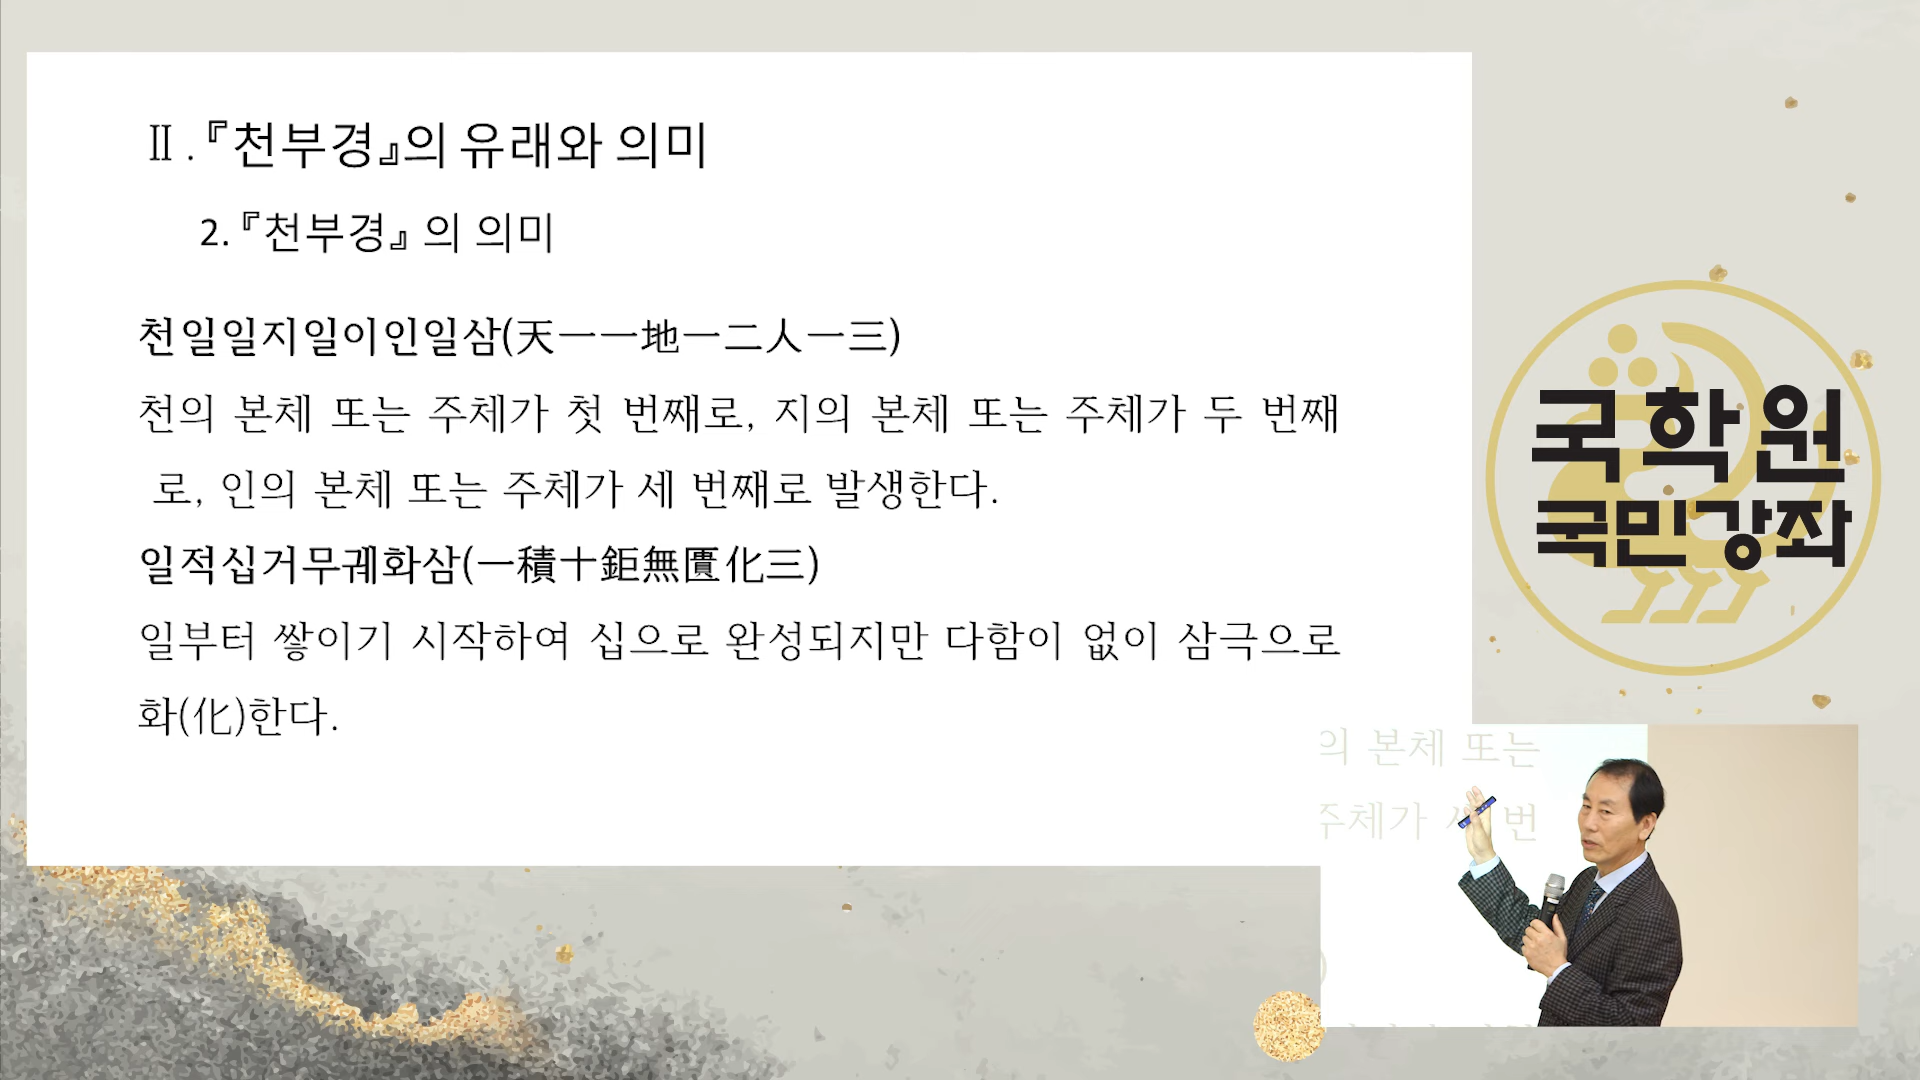 Ⅱ.『천부경』의 유래와 의미
2.『천부경』 의 의미
천일일지일이인일삼(天一一地一二人一三)
천의 본체 또는 주체가 첫 번째로, 지의 본체 또는 주체가 두 번째
로, 인의 본체 또는 주체가 세 번째로 발생한다.
일적십거무궤화삼(一積十鉅無匱化三)
일부터 쌓이기 시작하여 십으로 완성되지만 다함이 없이 삼극으로
화(化)한다.
국학원
국민강좌
의 본체 또는
주체가 세 번